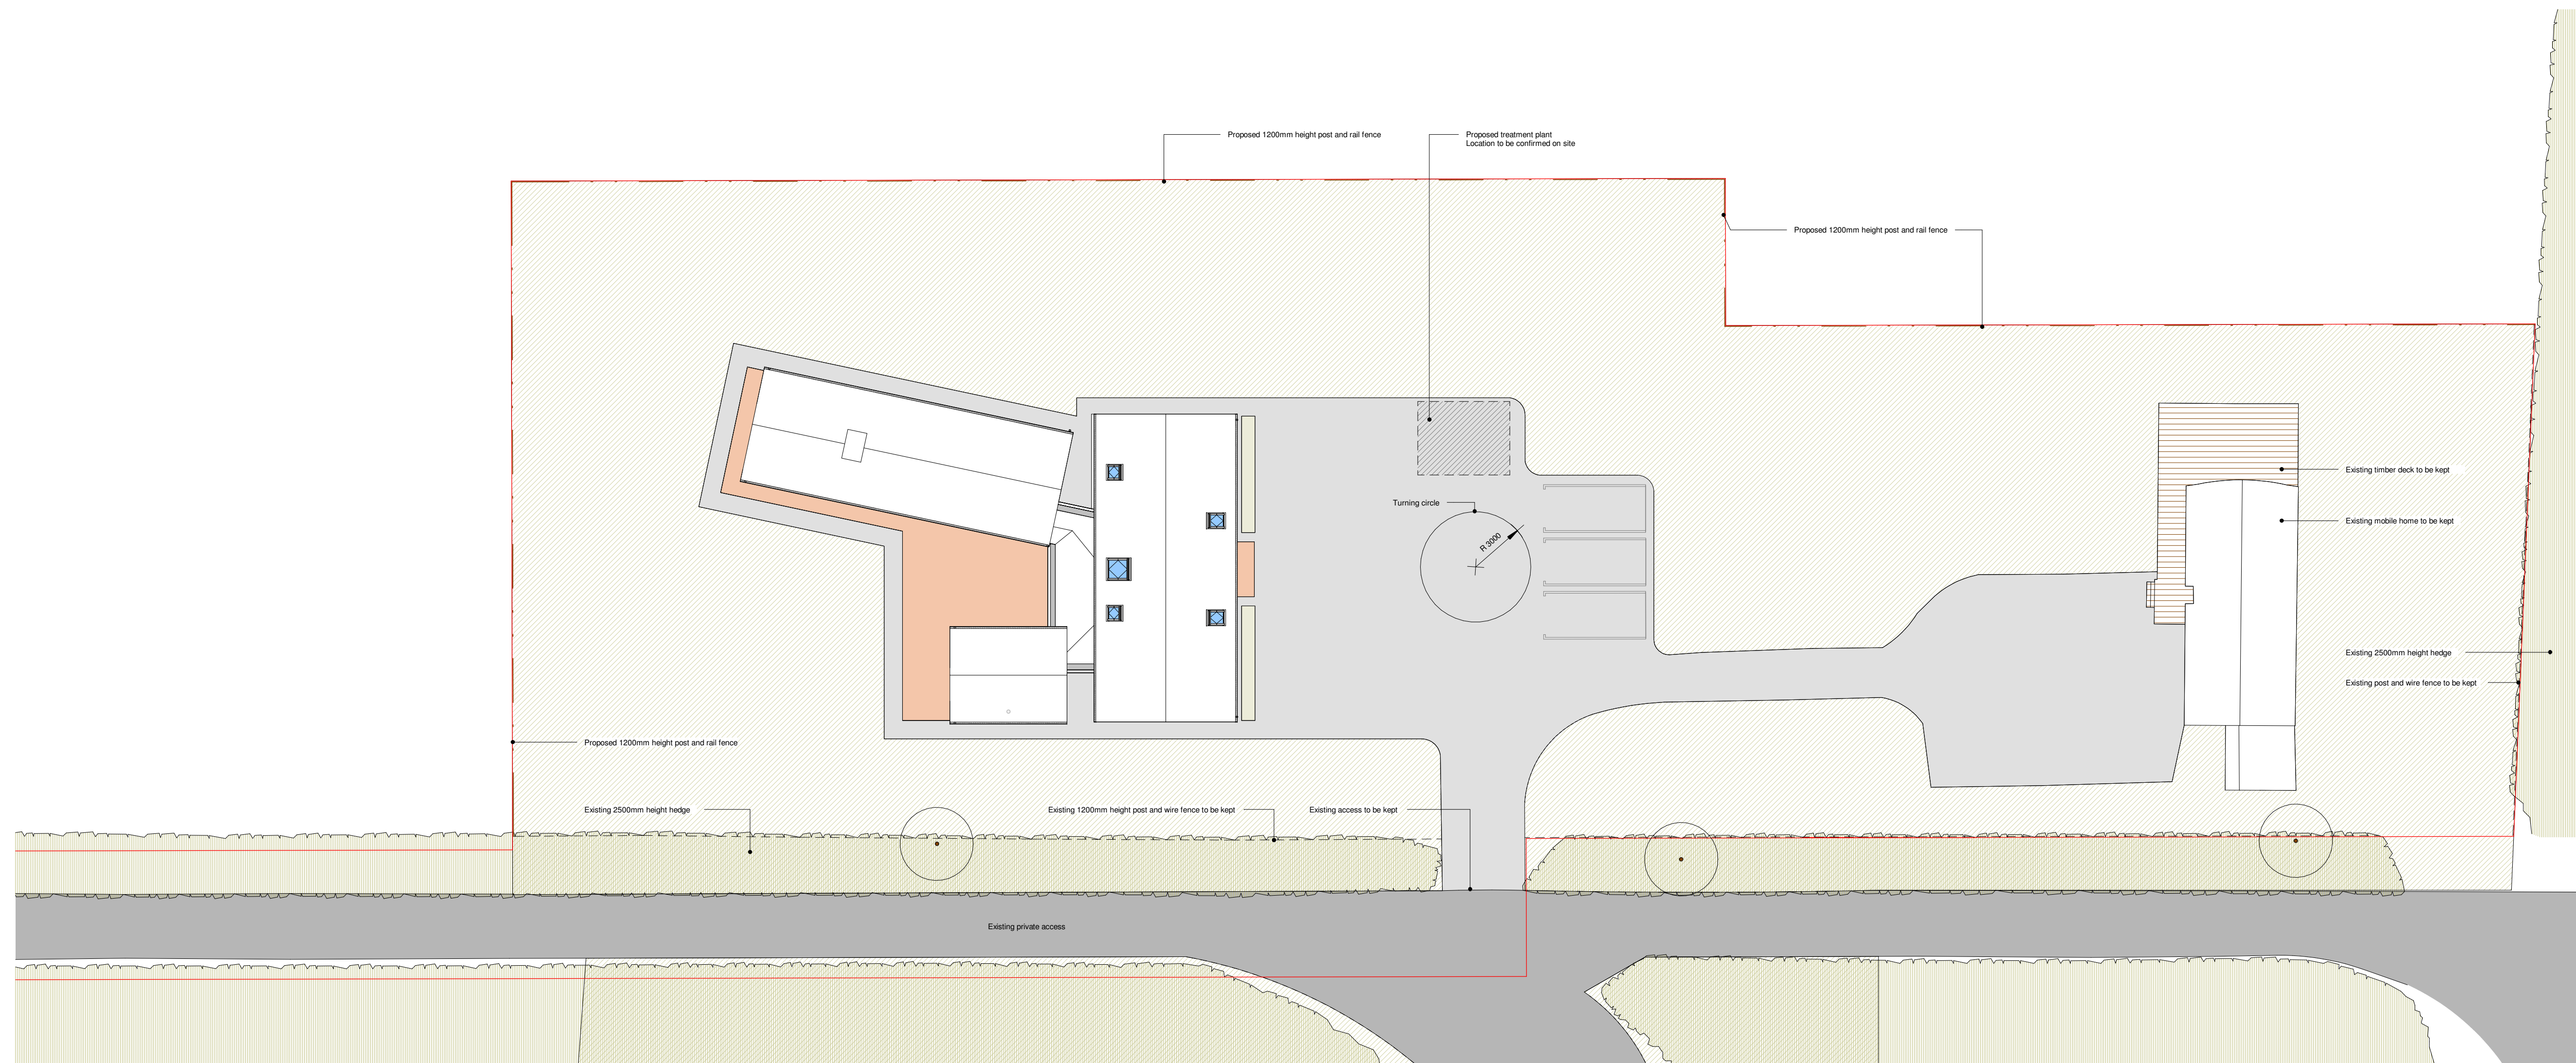 Proposed 1200mm height post and rail fence
Proposed treatment plant
Location to be confirmed on site
Proposed 1200mm height post and rail fence
Existing timber deck to be kept
Turning circle
R 3000
Existing mobile home to be kept
Existing 2500mm height hedge
Existing post and wire fence to be kept
Proposed 1200mm height post and rail fence
Existing 2500mm height hedge
Existing 1200mm height post and wire fence to be kept
Existing access to be kept
Existing private access